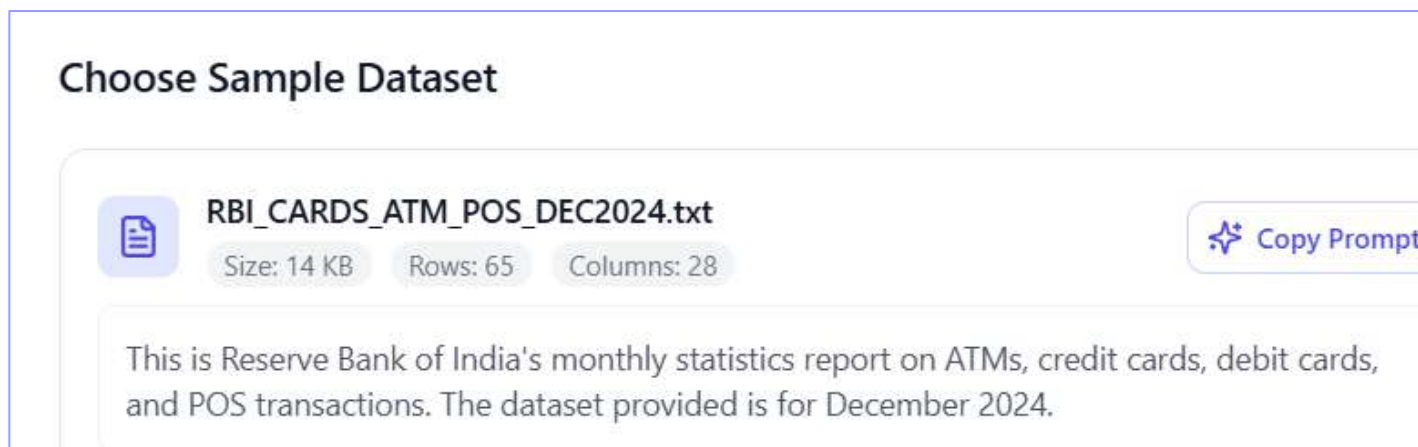 Choose Sample Dataset
RBI_CARDS_ATM_POS_DEC2024.txt
Size: 14 KB Rows: 65 Columns: 28
Copy Prompt
This is Reserve Bank of India's monthly statistics report on ATMs, credit cards, debit cards,
and POS transactions. The dataset provided is for December 2024.